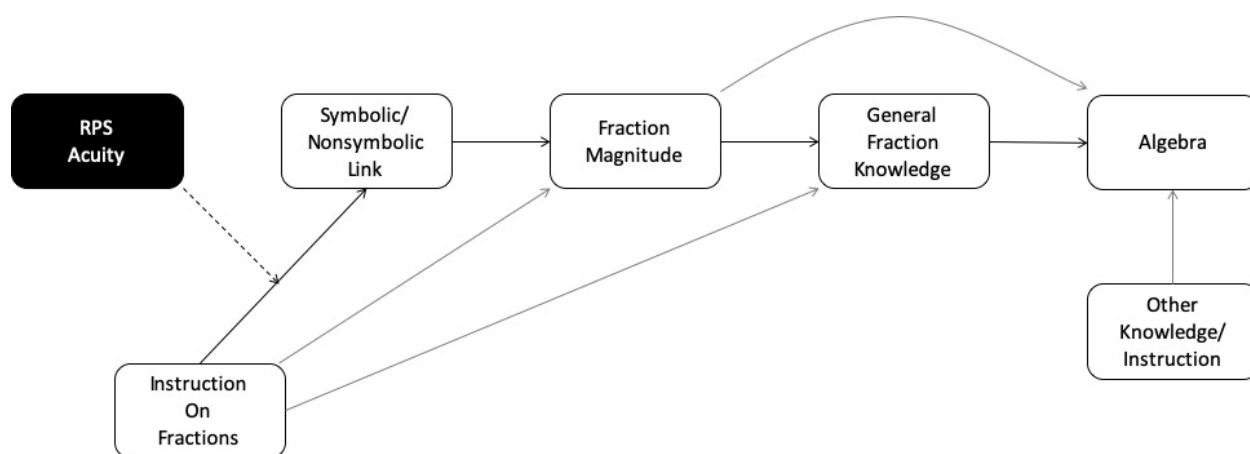 RPS
Acuity
Symbolic/
Nonsymbolic
Link
Fraction
Magnitude
General
Fraction
Knowledge
Algebra
Other
Knowledge/
Instruction
Instruction
On
Fractions